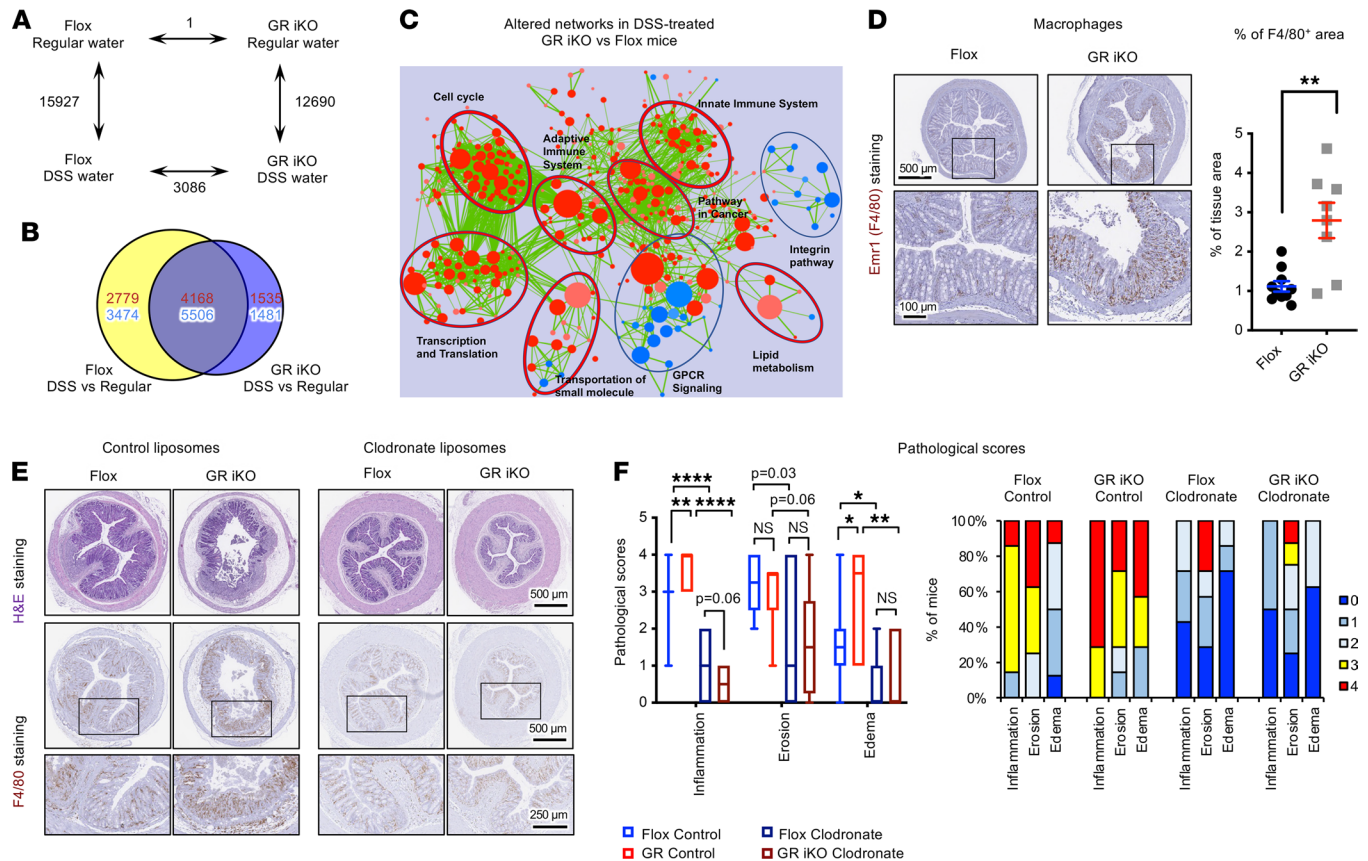 A
Flox
Regular water
1
GR iKO
Regular water
15927
12690
Flox
DSS water
3086
GR iKO
DSS water
B
2779
3474
4168
5506
1535
1481
Flox
DSS vs Regular
GR iKO
DSS vs Regular
C
Altered networks in DSS-treated
GR iKO vs Flox mice
Cell cycle
Innate Immune System
Adaptive
Immune
System
Pathway
in Cancer
Integrin
pathway
Transcription
and Translation
Transportation of
small molecule
GPCR
Signaling
Lipid
metabolism
D
Macrophages
Flox
GR iKO
Emr1 (F4/80) staining
500 µm
100 µm
% of F4/80+ area
**
% of tissue area
5
4
3
2
1
0
Flox
GR iKO
E
Control liposomes
Clodronate liposomes
Flox
GR iKO
Flox
GR iKO
H&E staining
500 µm
F4/80 staining
500 µm
250 µm
F
Pathological scores
p=0.03
****
p=0.06
*
** ****
NS
NS
*
**
p=0.06
NS
Pathological scores
5
4
3
2
1
0
Inflammation
Erosion
Edema
Flox Control
Flox Clodronate
GR Control
GR iKO Clodronate
Flox
Control
GR iKO
Control
Flox
Clodronate
GR iKO
Clodronate
% of mice
100%
80%
60%
40%
20%
0%
Inflammation
Erosion
Edema
Inflammation
Erosion
Edema
Inflammation
Erosion
Edema
Inflammation
Erosion
Edema
0
1
2
3
4